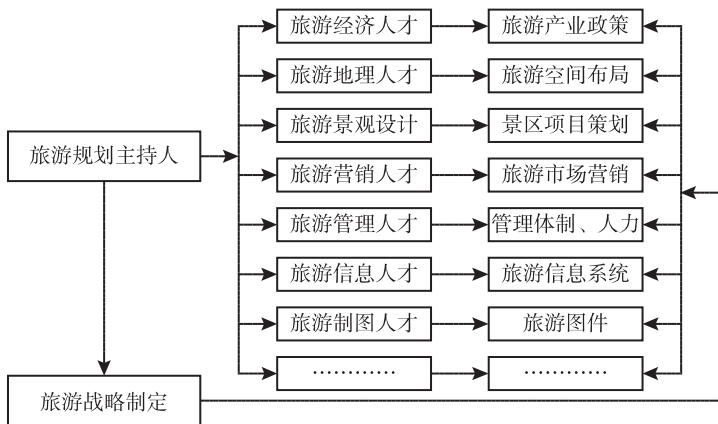 旅游经济人才
旅游产业政策
旅游地理人才
旅游空间布局
旅游景观设计
景区项目策划
旅游规划主持人
旅游营销人才
旅游市场营销
旅游管理人才
管理体制、人力
旅游信息人才
旅游信息系统
旅游制图人才
旅游图件
…………
…………
旅游战略制定